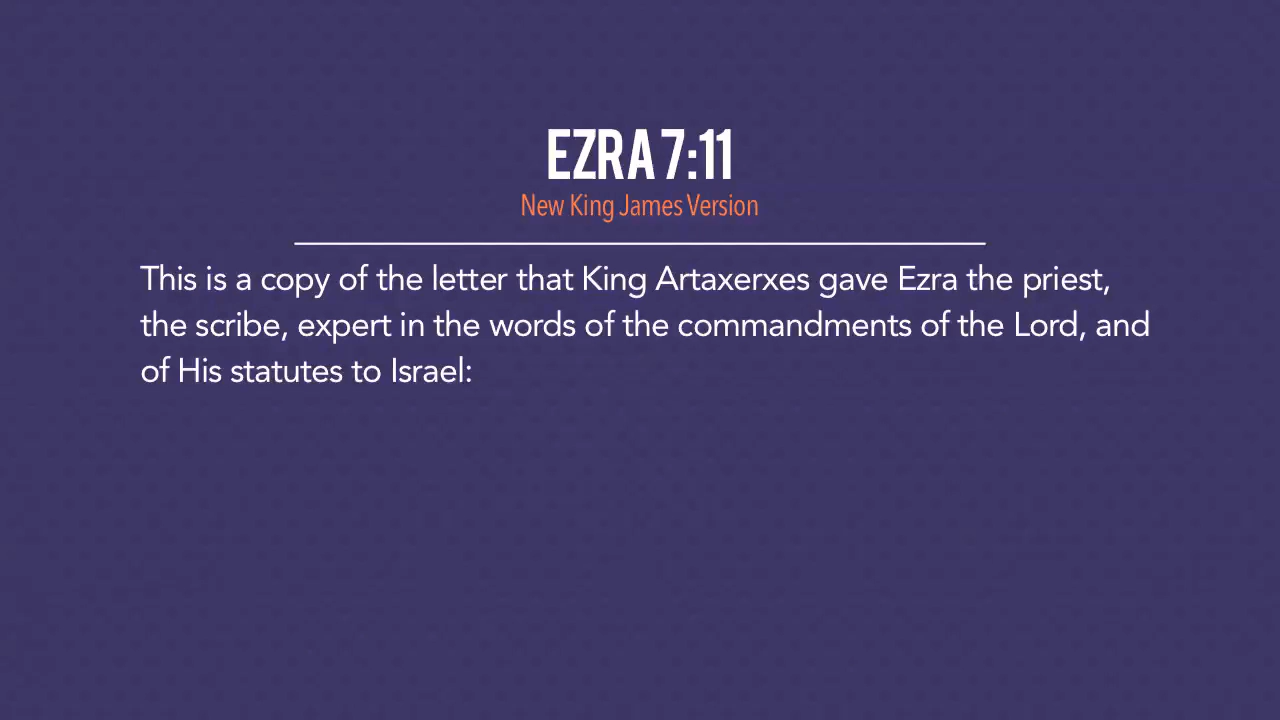 EZRA 7:11
New King James Version
This is a copy of the letter that King Artaxerxes gave Ezra the priest,
the scribe, expert in the words of the commandments of the Lord, and
of His statutes to Israel: